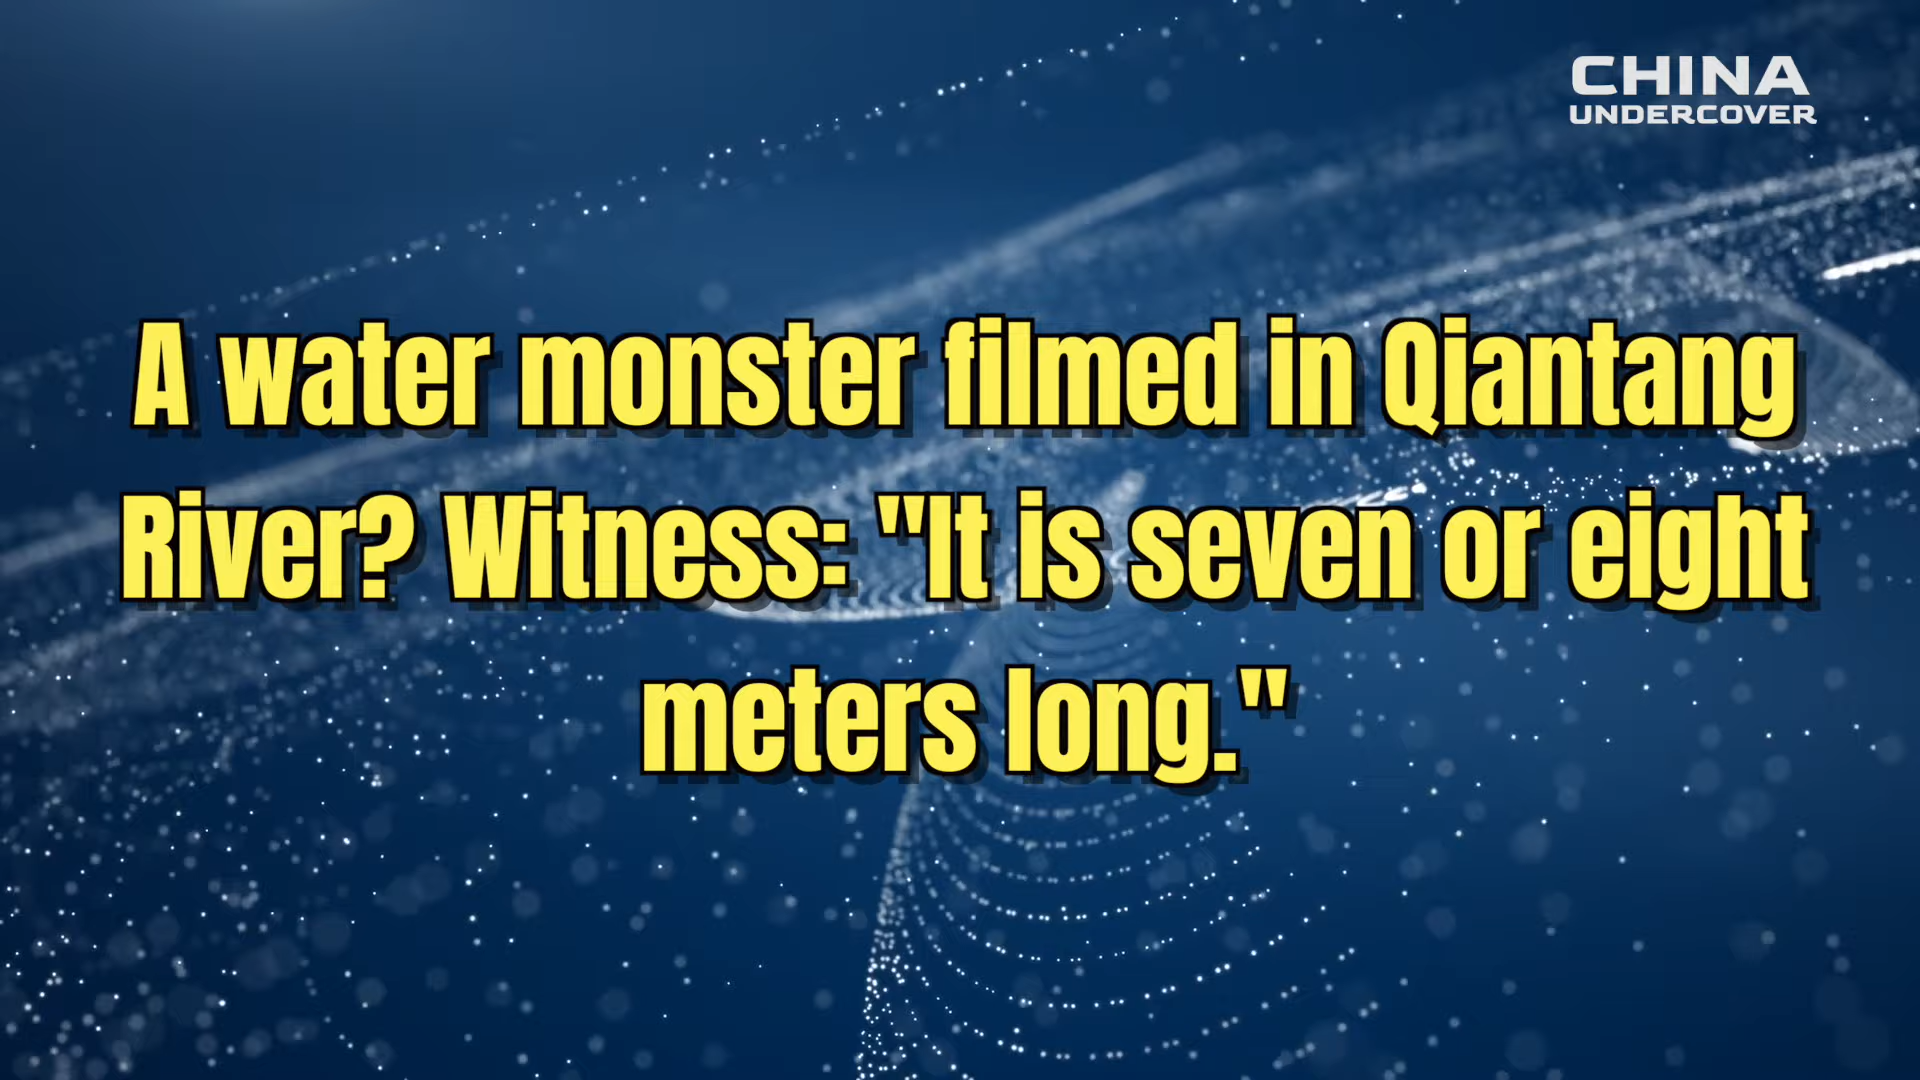 CHINA
UNDERCOVER
A water monster filmed in Qiantang
River? Witness: "It is seven or eight
meters long."